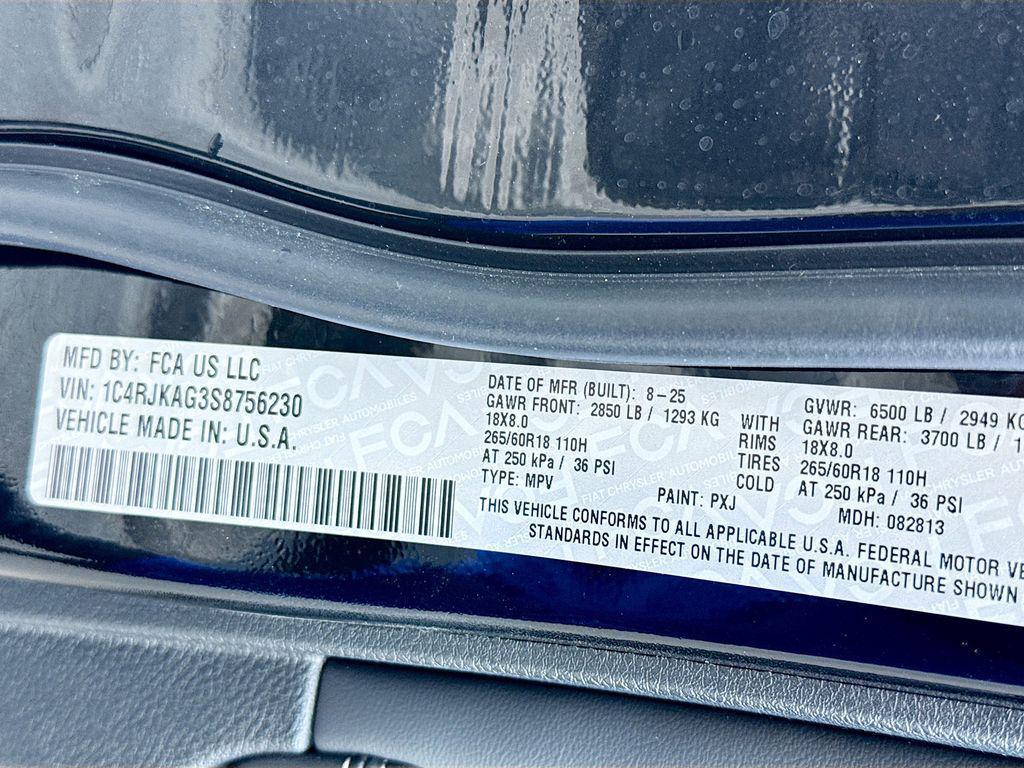 MFD BY: FCA US LLC
VIN: 1C4RJKAG3S8756230
VEHICLE MADE IN: U.S.A.
DATE OF MFR (BUILT): 8-25
GAWR FRONT: 2850 LB / 1293 KG
18X8.0
265/60R18 110H
AT 250 kPa / 36 PSI
TYPE: MPV
WITH
RIMS
TIRES
COLD
GVWR: 6500 LB / 2949 KG
GAWR REAR: 3700 LB /
18X8.0
265/60R18 110H
AT 250 kPa / 36 PSI
PAINT: PXJ
MDH: 082813
THIS VEHICLE CONFORMS TO ALL APPLICABLE U.S.A. FEDERAL MOTOR
STANDARDS IN EFFECT ON THE DATE OF MANUFACTURE SHOWN